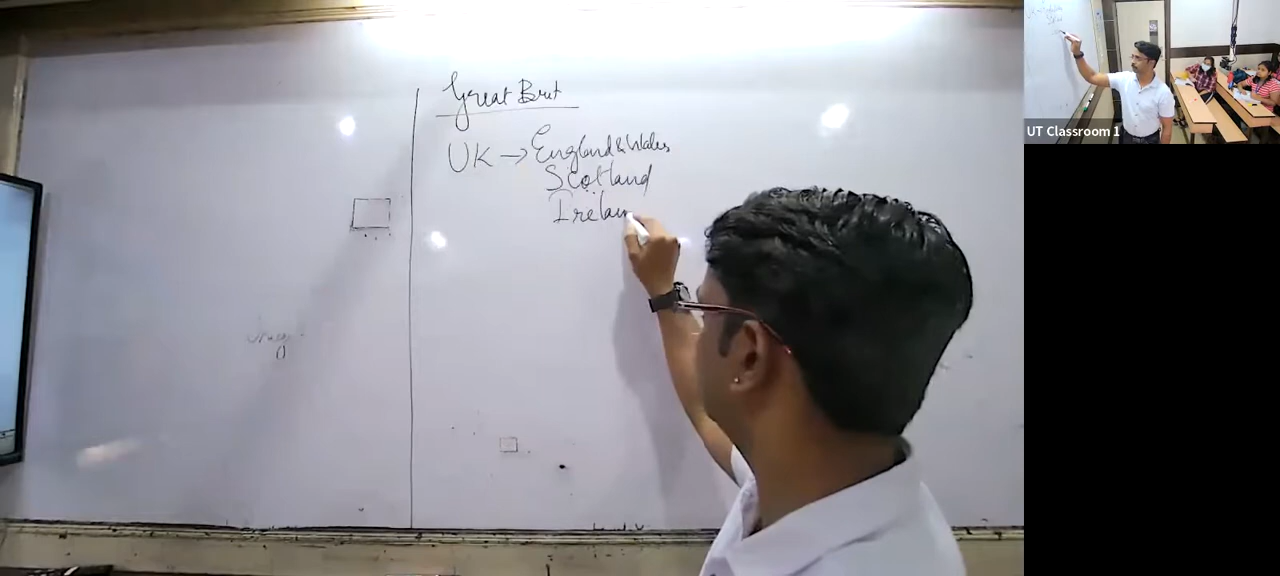 Great Brit
UK → England & Wales
Scotland
Irelan
UT Classroom 1